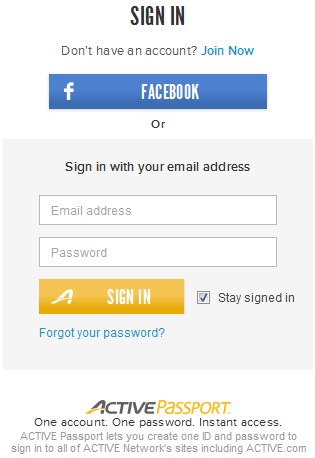 SIGN IN
Don't have an account? Join Now
f FACEBOOK
Or
Sign in with your email address
Email address
Password
SIGN IN
Stay signed in
Forgot your password?
ACTIVEPASSPORT™
One account. One password. Instant access.
ACTIVE Passport lets you create one ID and password to
sign in to all of ACTIVE Network's sites including ACTIVE.com